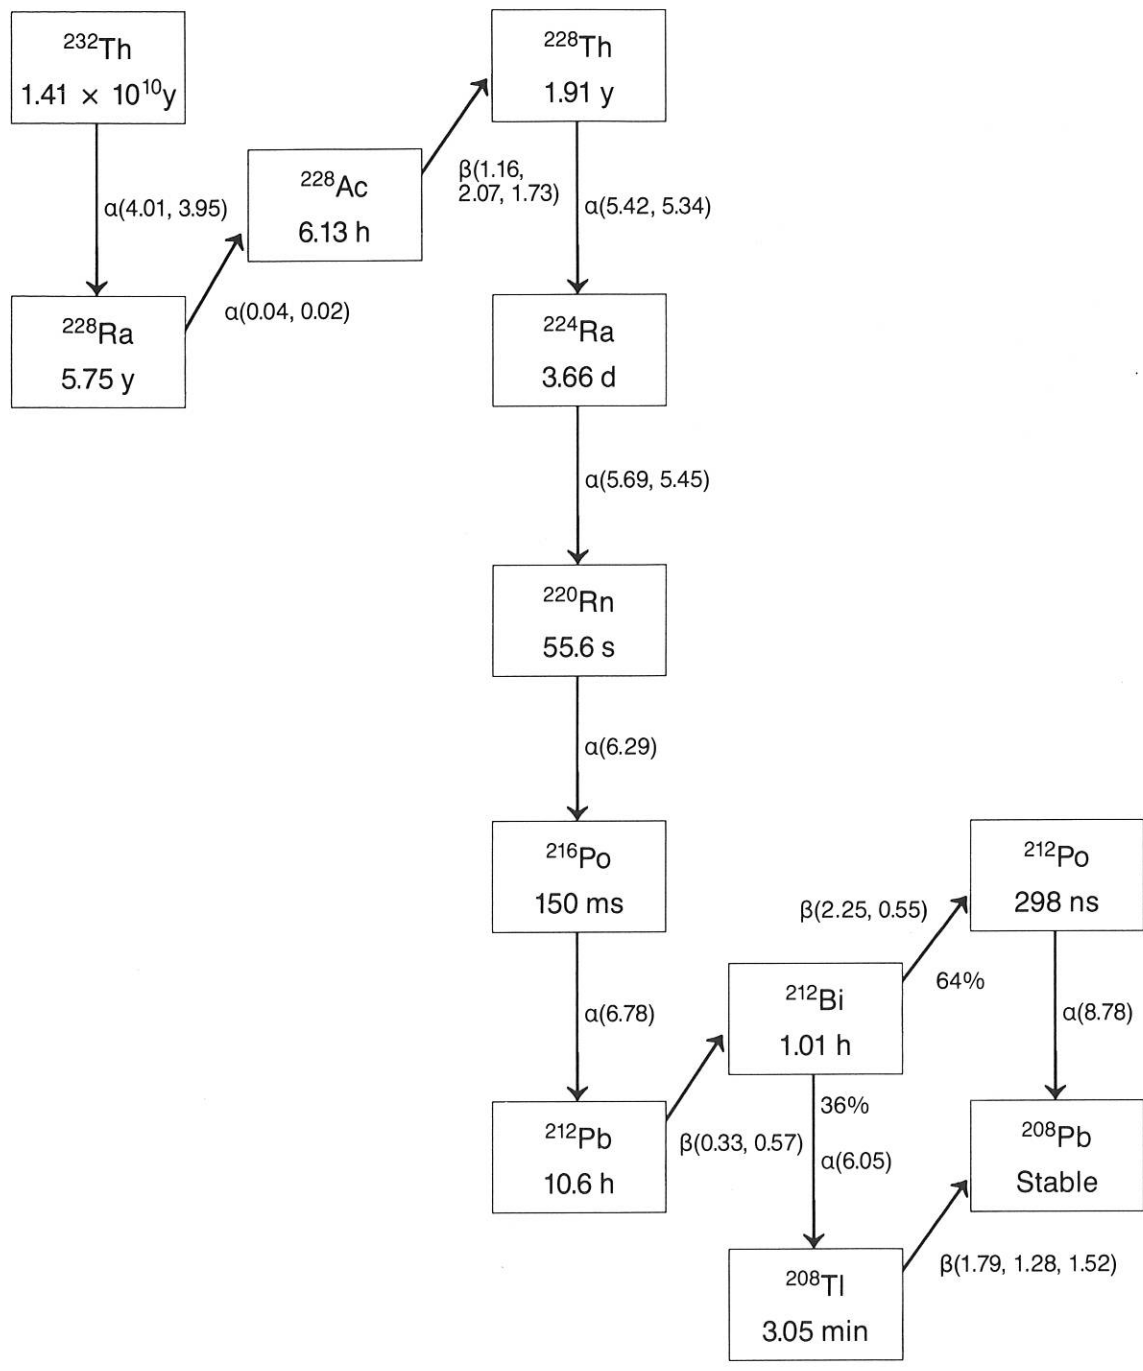 ²³²Th
1.41 × 10¹⁰y
²²⁸Th
1.91 y
²²⁸Ac
6.13 h
β(1.16,
2.07, 1.73)
α(4.01, 3.95)
α(5.42, 5.34)
²²⁸Ra
5.75 y
α(0.04, 0.02)
²²⁴Ra
3.66 d
α(5.69, 5.45)
²²⁰Rn
55.6 s
α(6.29)
²¹⁶Po
150 ms
²¹²Po
298 ns
β(2.25, 0.55)
64%
²¹²Bi
1.01 h
α(6.78)
α(8.78)
²¹²Pb
10.6 h
β(0.33, 0.57)
36%
α(6.05)
²⁰⁸Pb
Stable
²⁰⁸Tl
3.05 min
β(1.79, 1.28, 1.52)